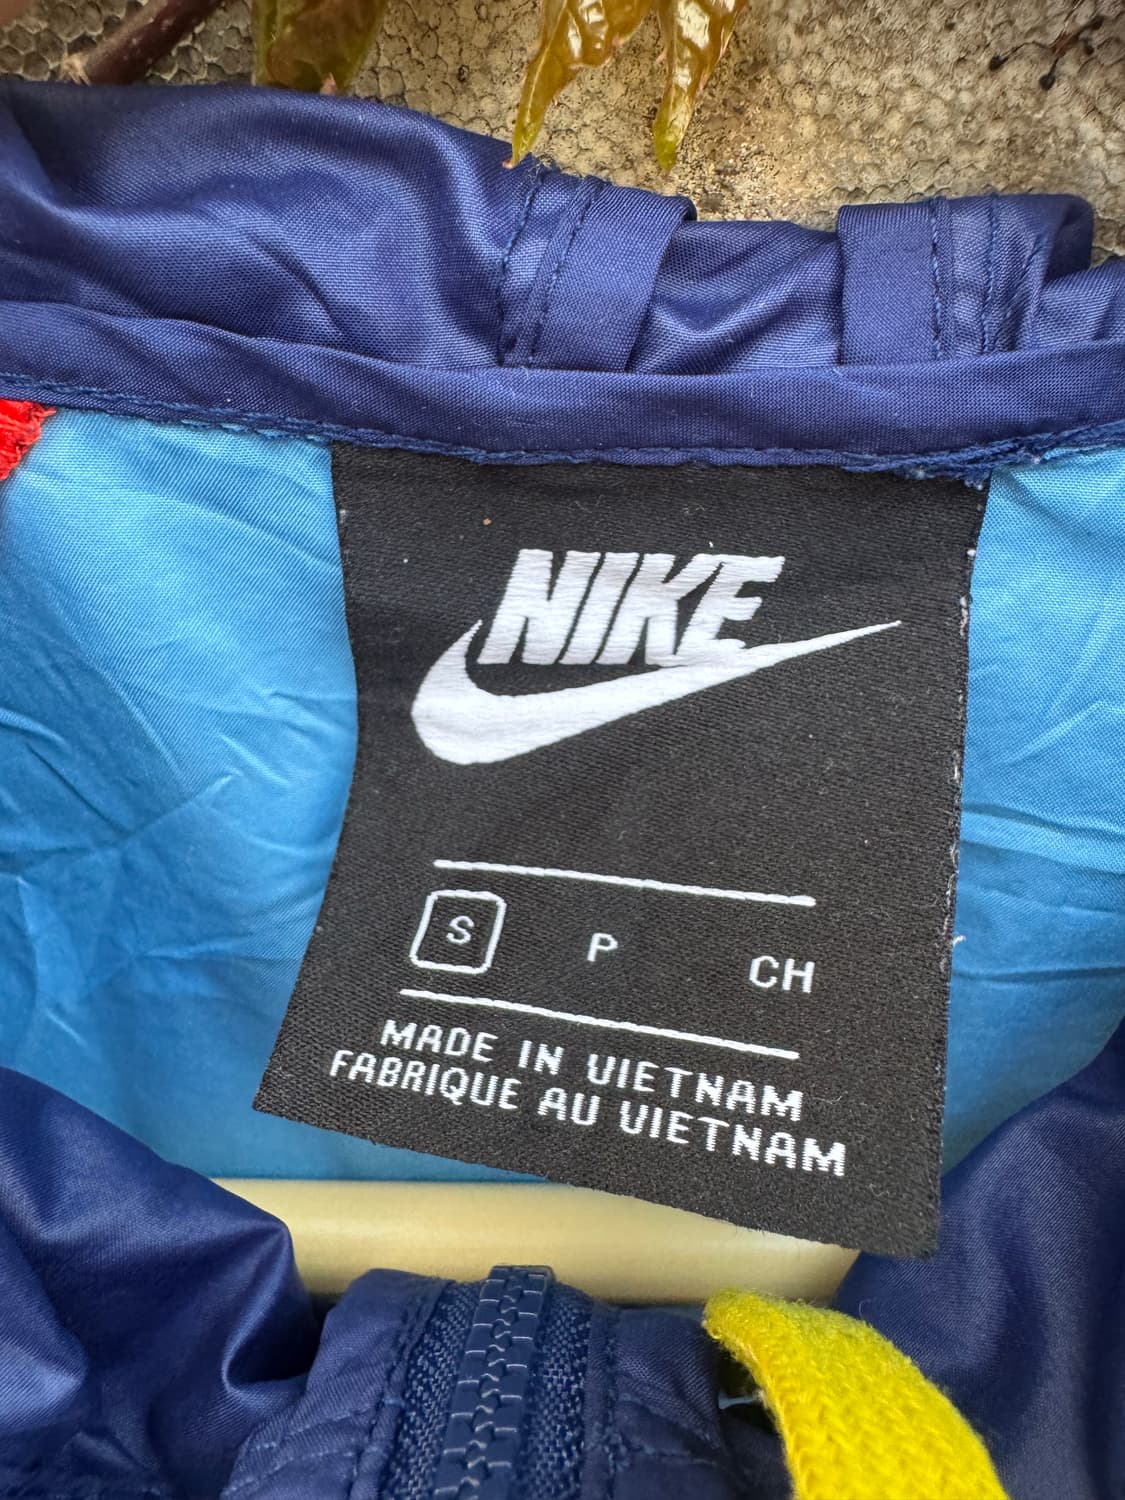 NIKE
S P CH
MADE IN VIETNAM
FABRIQUE AU VIETNAM